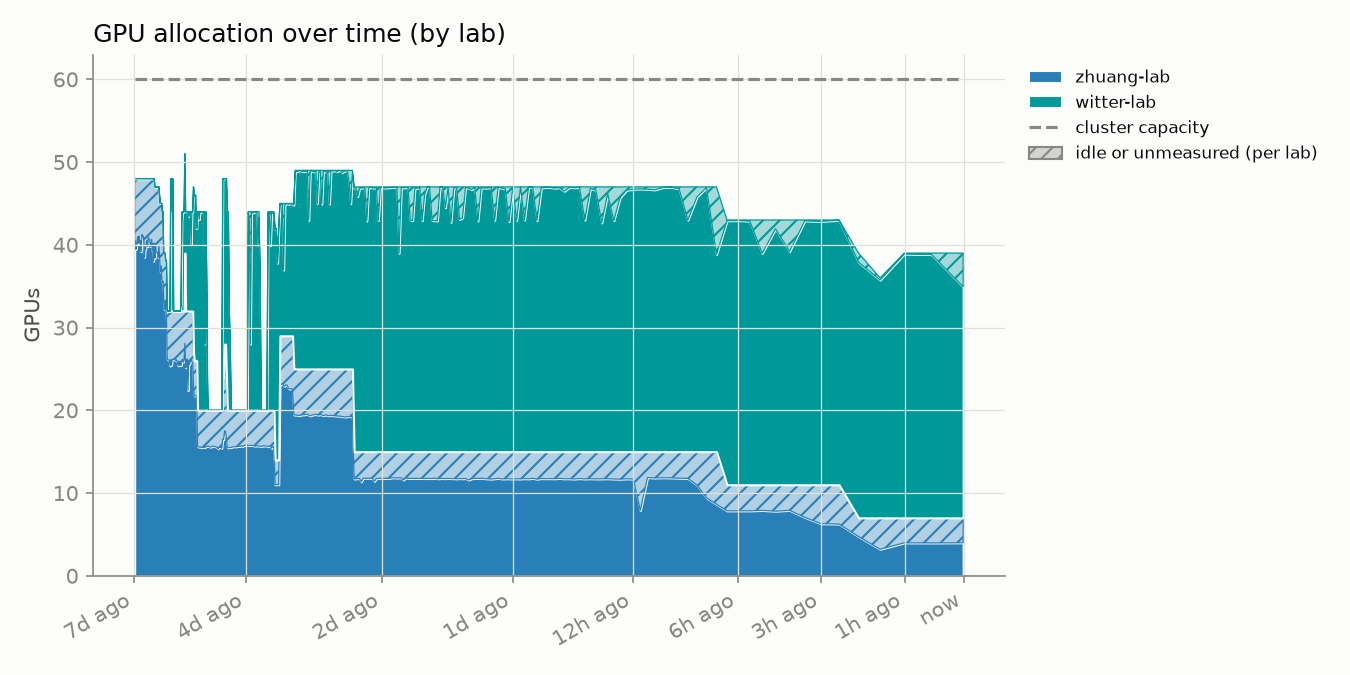 GPU allocation over time (by lab)
zhuang-lab
witter-lab
cluster capacity
idle or unmeasured (per lab)
GPUs
60
50
40
30
20
10
0
7d ago
4d ago
2d ago
1d ago
12h ago
6h ago
3h ago
1h ago
now